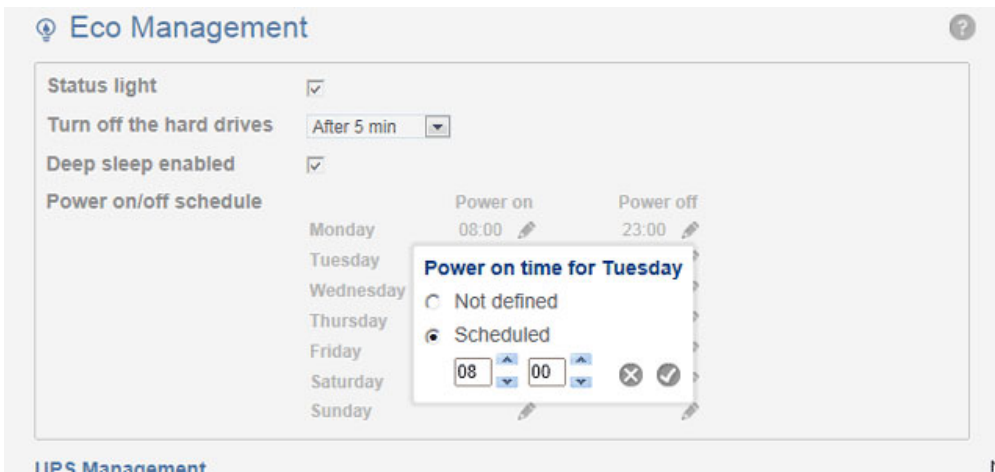 Eco Management
?
Status light
Turn off the hard drives After 5 min
Deep sleep enabled
Power on/off schedule Power on Power off
Monday 08:00 23:00
Tuesday
Wednesday
Thursday
Friday
Saturday
Sunday
Power on time for Tuesday
Not defined
Scheduled
08 00
UPS Management